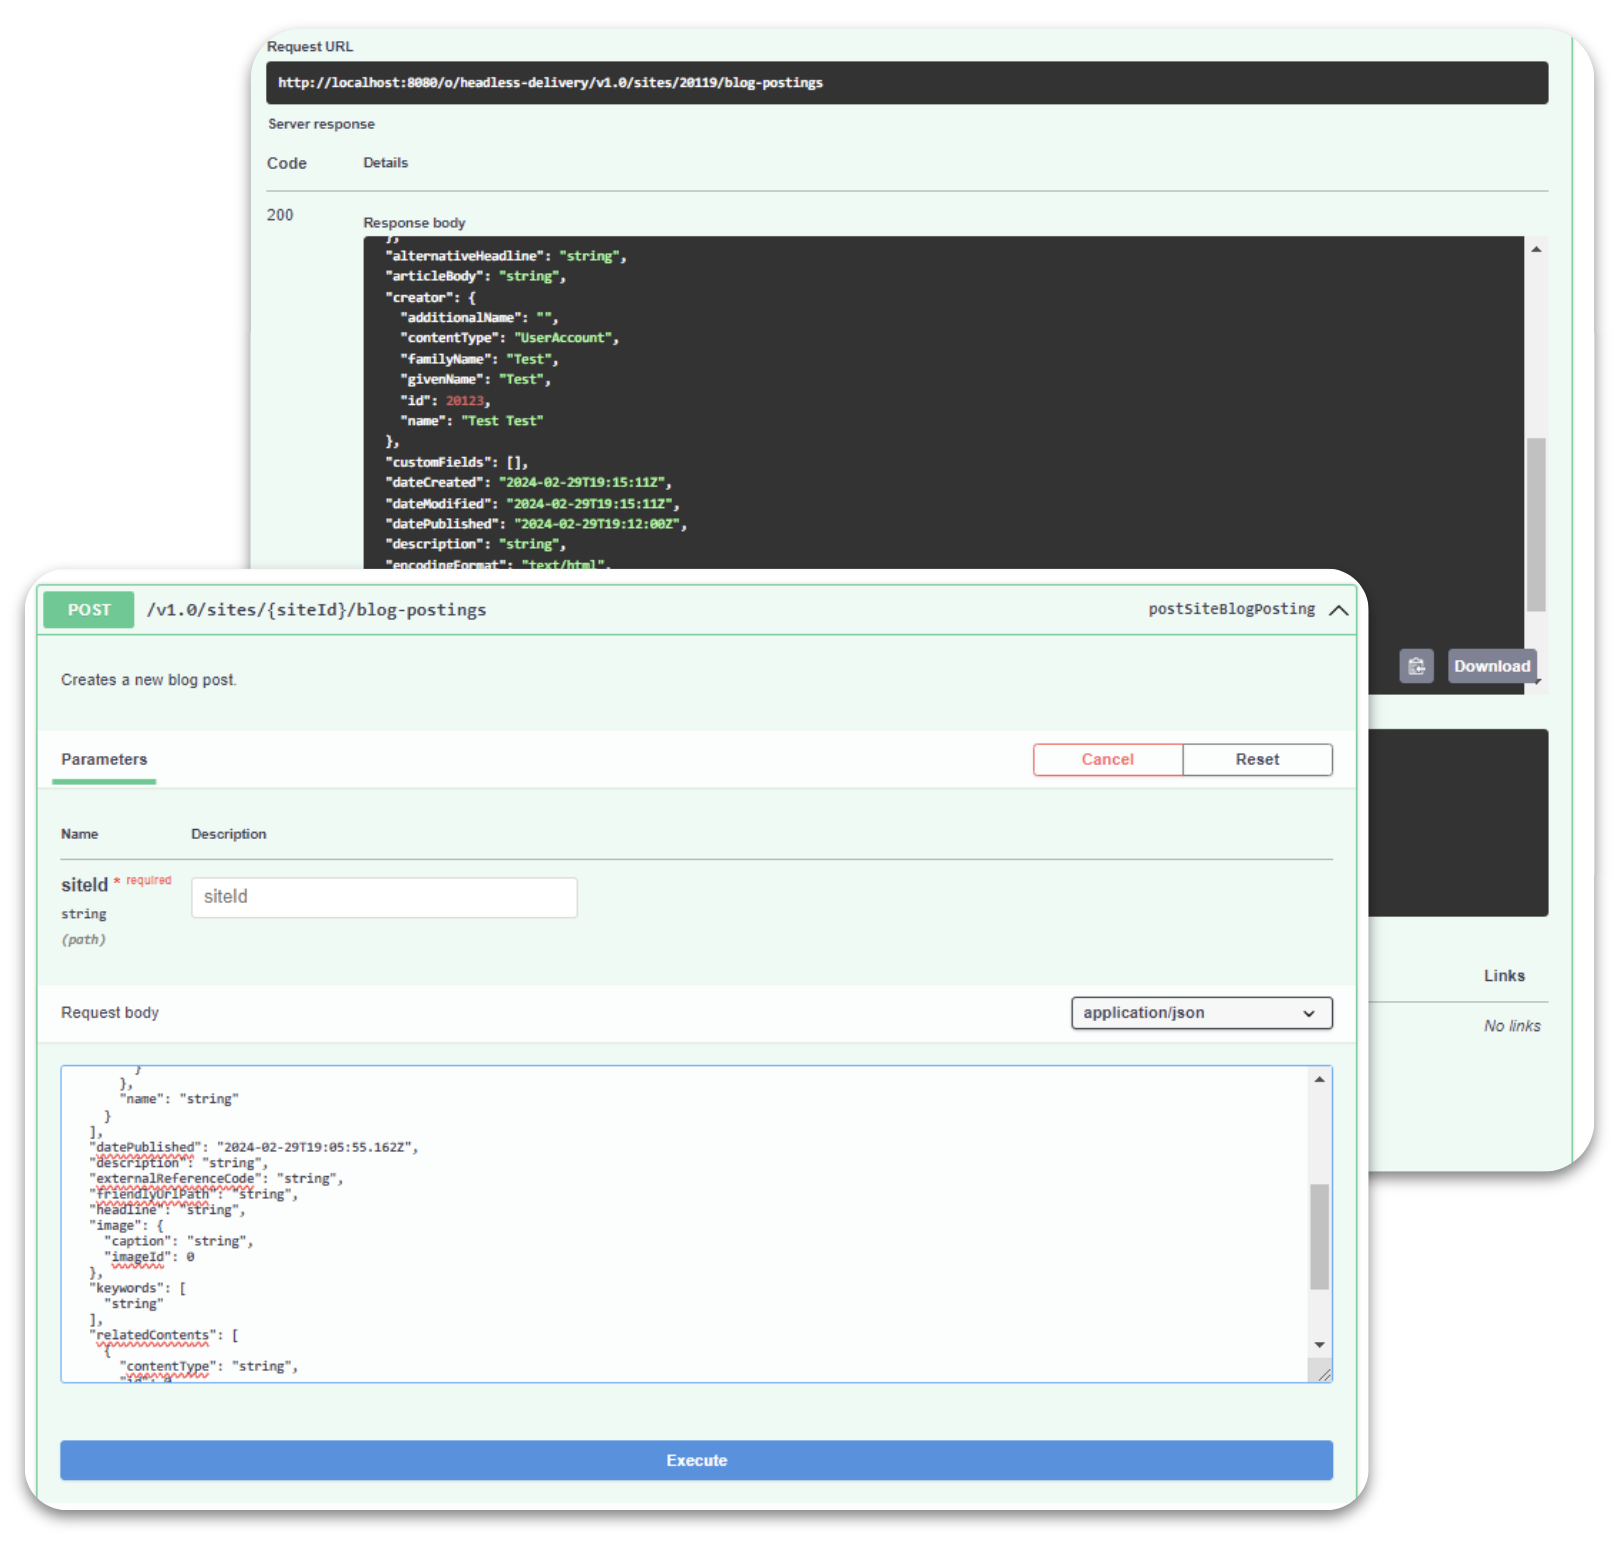 Request URL
http://localhost:8080/o/headless-delivery/v1.0/sites/20119/blog-postings
Server response
Code Details
200
Response body
},
"alternativeHeadline": "string",
"articleBody": "string",
"creator": {
"additionalName": "",
"contentType": "UserAccount",
"familyName": "Test",
"givenName": "Test",
"id": 20123,
"name": "Test Test"
},
"customFields": [],
"dateCreated": "2024-02-29T19:15:11Z",
"dateModified": "2024-02-29T19:15:11Z",
"datePublished": "2024-02-29T19:12:00Z",
"description": "string",
"encodingFormat": "text/html",
Download
Links
No links
POST /v1.0/sites/{siteId}/blog-postings postSiteBlogPosting
Creates a new blog post.
Parameters Cancel Reset
Name Description
siteId * required
string
(path)
siteId
Request body application/json
}
},
"name": "string"
}
],
"datePublished": "2024-02-29T19:05:55.162Z",
"description": "string",
"externalReferenceCode": "string",
"friendlyUrlPath": "string",
"headline": "string",
"image": {
"caption": "string",
"imageId": 0
},
"keywords": [
"string"
],
"relatedContents": [
{
"contentType": "string",
"id": 0
Execute